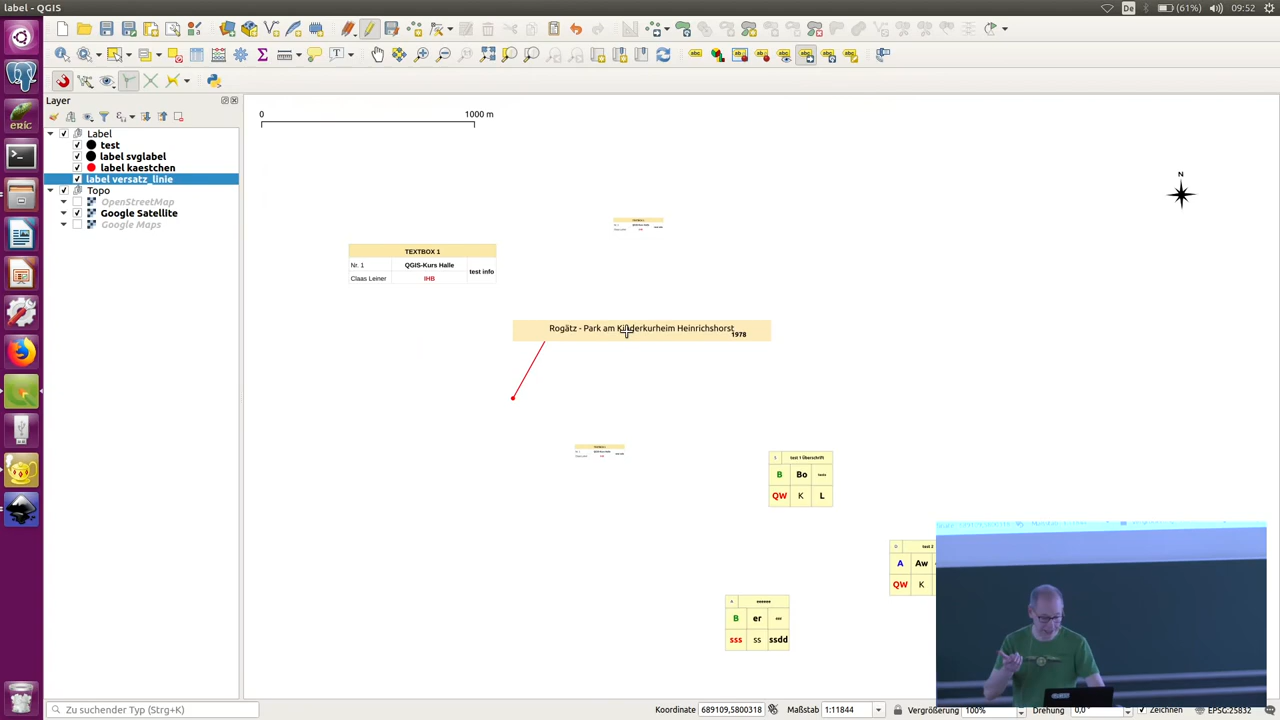 label - QGIS
De
(61%)
09:52
Layer
Label
test
label svglabel
label kaestchen
label versatz_linie
Topo
OpenStreetMap
Google Satellite
Google Maps
0 1000 m
N
TEXTBOX 1
Nr. 1 QGIS-Kurs Halle test info
Claas Leiner IHB
Rogätz - Park am Kinderkurheim Heinrichshorst
1978
S test 1 Überschrift
B Bo
QW K L
test 2
A Aw
QW K
B er
sss ss ssdd
Zu suchender Typ (Strg+K)
Koordinate 689109,5800318 Maßstab 1:11844 Vergrößerung 100% Drehung 0,0 ° Zeichnen EPSG:25832